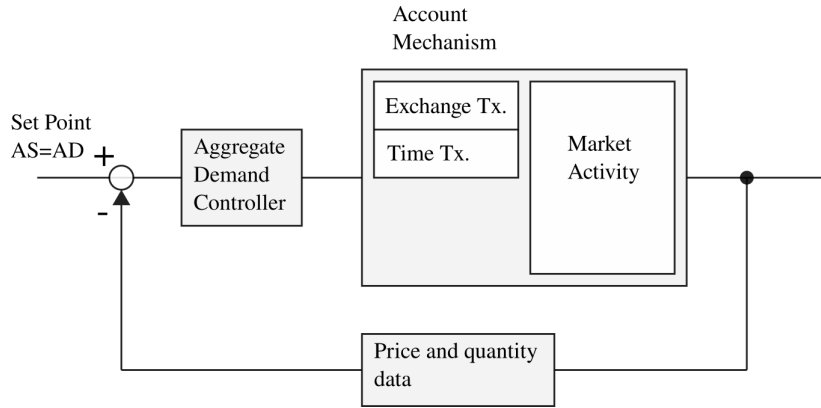 Account
Mechanism
Exchange Tx.
Time Tx.
Market
Activity
Set Point
AS=AD +
-
Aggregate
Demand
Controller
Price and quantity
data